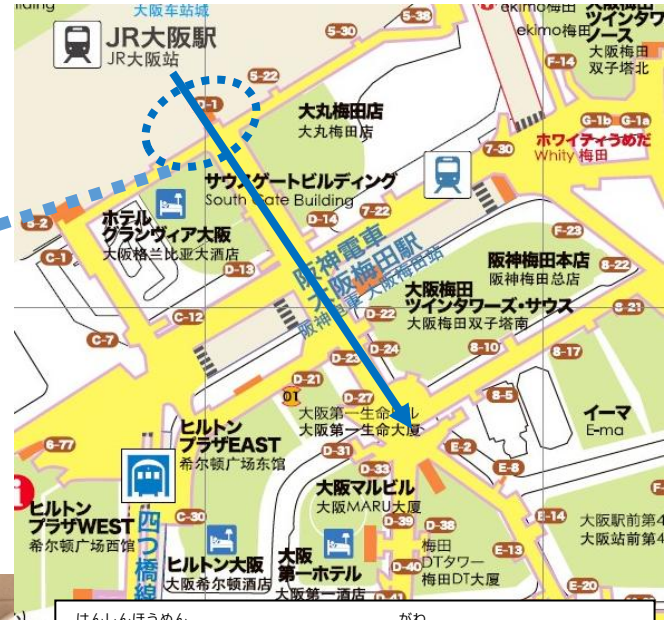 大阪车站城
JR大阪駅
JR大阪站
5-38
5-30
5-22
D-1
ekimo梅田
ekimo梅田
ツインタワ
ノース
大阪梅田
双子塔北
F-14
G-1b
G-1a
ホワイティうめだ
Whity 梅田
7-30
大丸梅田店
大丸梅田店
サウスゲートビルディング
South Gate Building
D-14
7-22
5-2
C-1
ホテル
グランヴィア大阪
大阪格兰比亚大酒店
D-13
阪神電車
大阪梅田駅
阪神电车 大阪梅田站
F-23
阪神梅田本店
阪神梅田总店
8-22
大阪梅田
ツインタワーズ・サウス
大阪梅田双子塔南
8-21
D-22
C-12
C-7
D-23
D-24
8-10
8-17
D-21
01
D-27
8-5
大阪第一生命ビル
大阪第一生命大厦
イーマ
E-ma
6-77
ヒルトン
プラザEAST
希尔顿广场东馆
D-31
D-33
E-2
E-8
大阪マルビル
大阪MARU大厦
ヒルトン
プラザWEST
希尔顿广场西馆
四つ橋線
C-30
D-39
D-38
E-14
大阪駅前第4
大阪站前第4
梅田
DTタワー
梅田DT大厦
E-13
ヒルトン大阪
大阪希尔顿酒店
大阪
第一ホテル
大阪第一酒店
D-40
D-41
E-20
はんしんほうめん
がわ